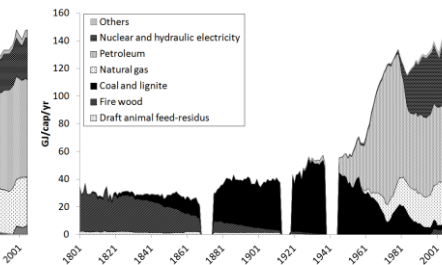 GJ/cap/yr
160
140
120
100
80
60
40
20
0
Others
Nuclear and hydraulic electricity
Petroleum
Natural gas
Coal and lignite
Fire wood
Draft animal feed-residus
2001
1801
1821
1841
1861
1881
1901
1921
1941
1961
1981
2001